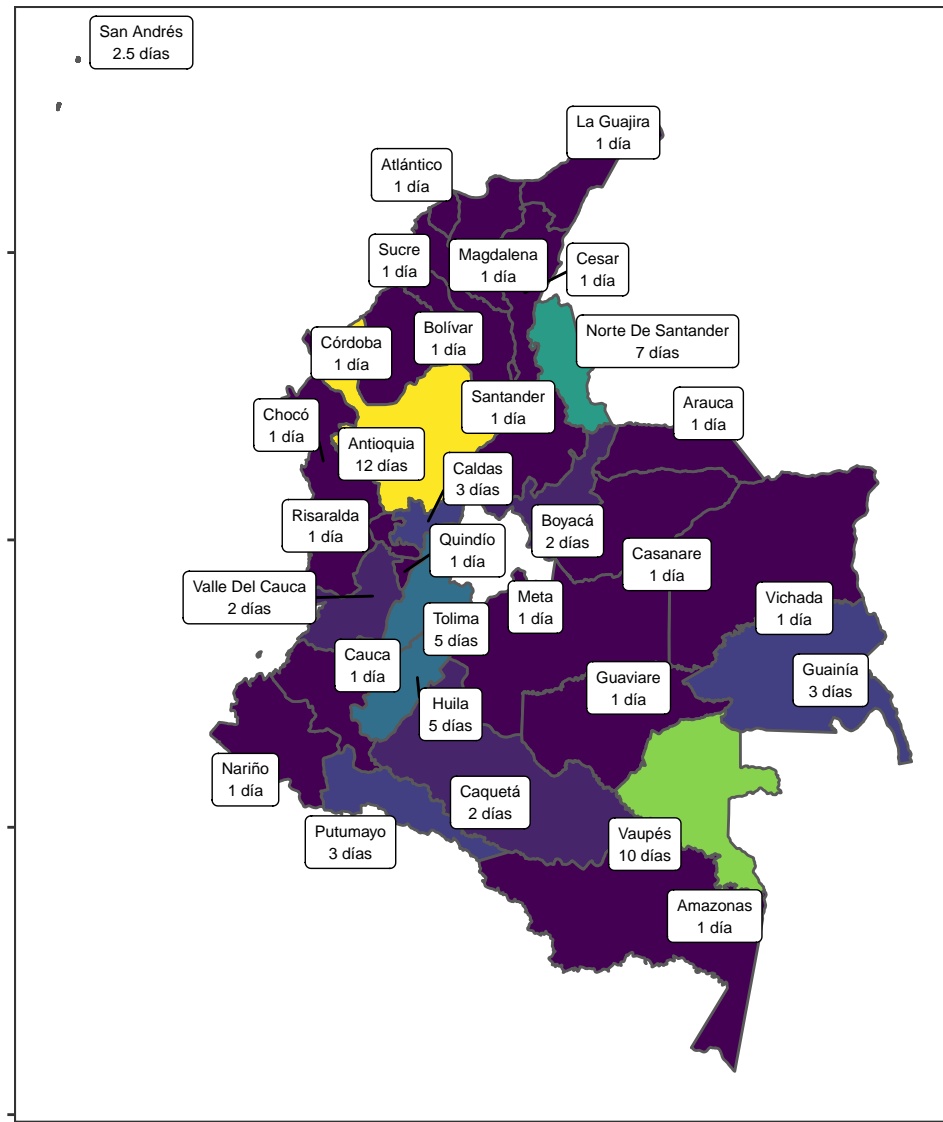 San Andrés
2.5 días
La Guajira
1 día
Atlántico
1 día
Sucre
1 día
Magdalena
1 día
Cesar
1 día
Córdoba
1 día
Bolívar
1 día
Norte De Santander
7 días
Chocó
1 día
Santander
1 día
Arauca
1 día
Antioquia
12 días
Caldas
3 días
Risaralda
1 día
Boyacá
2 días
Quindío
1 día
Casanare
1 día
Valle Del Cauca
2 días
Meta
1 día
Vichada
1 día
Tolima
5 días
Cauca
1 día
Guaviare
1 día
Guainía
3 días
Huila
5 días
Nariño
1 día
Caquetá
2 días
Putumayo
3 días
Vaupés
10 días
Amazonas
1 día